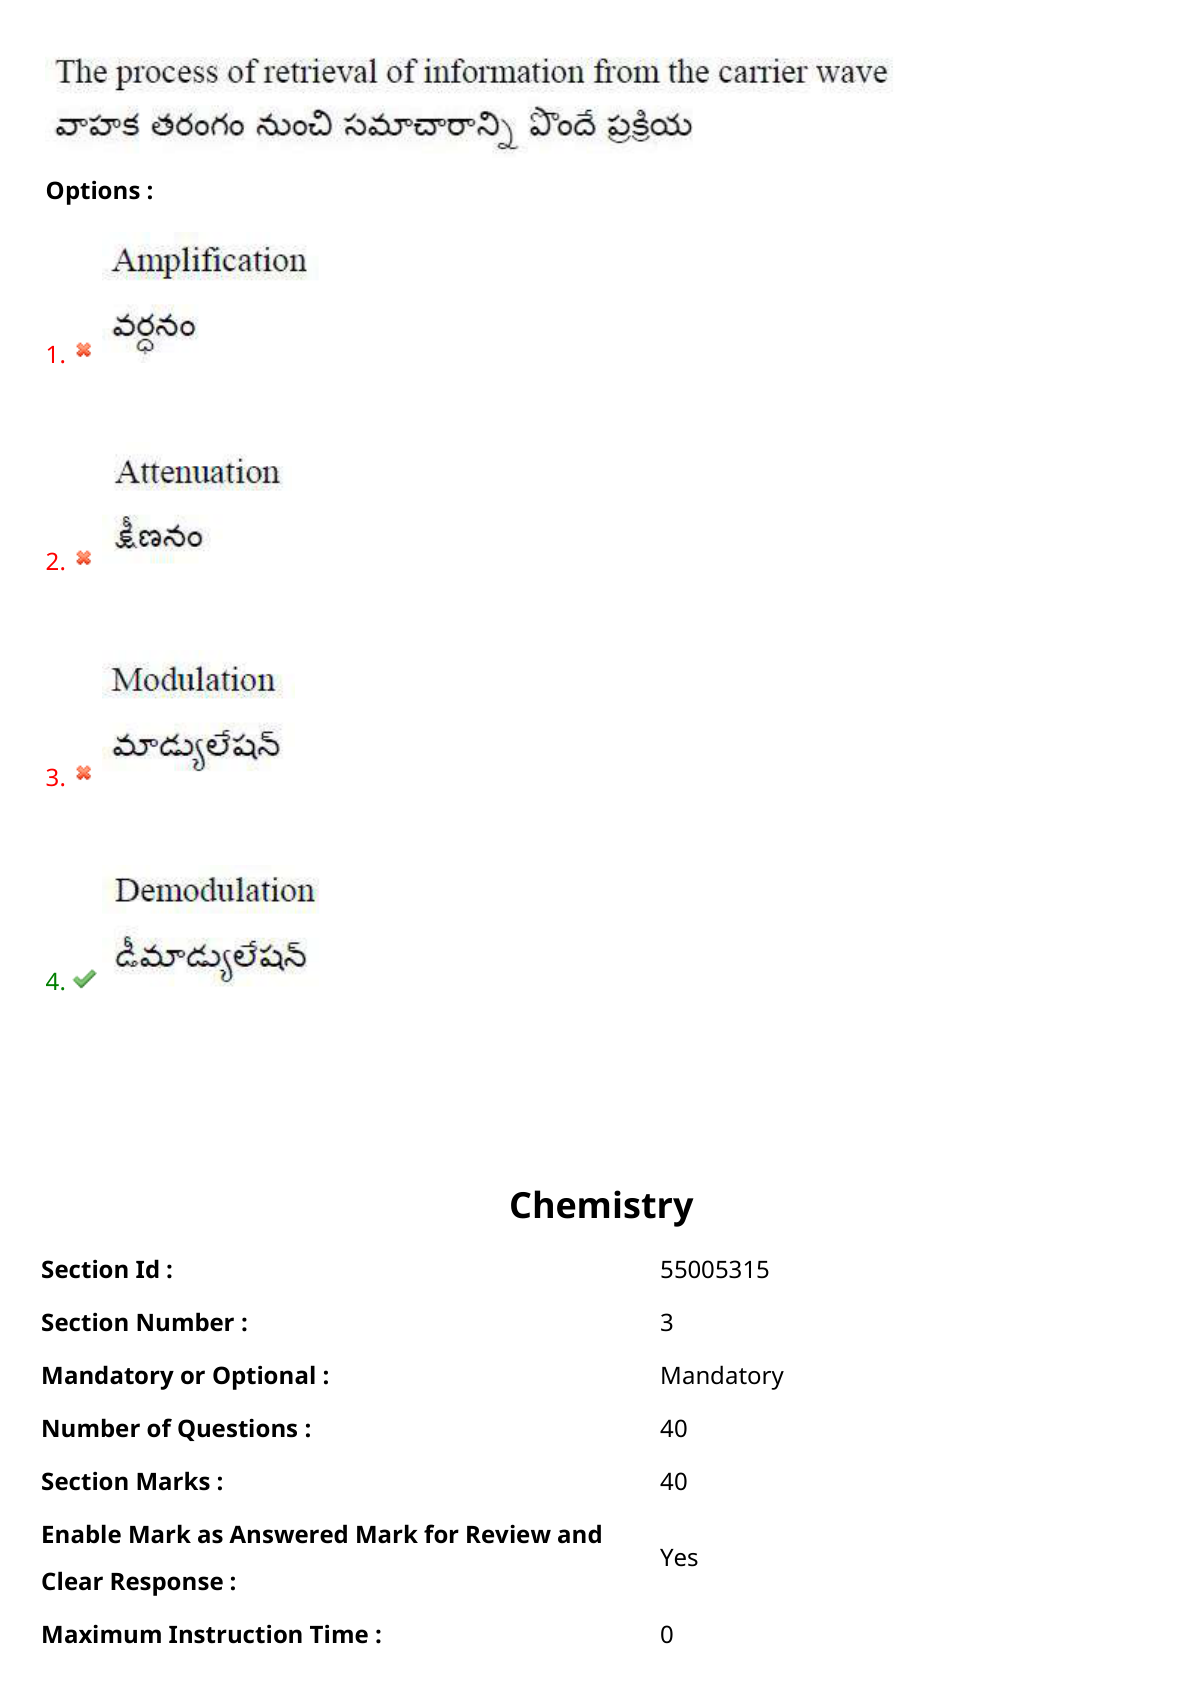 The process of retrieval of information from the carrier wave
వాహక తరంగం నుంచి సమాచారాన్ని పొందే ప్రక్రియ
Options :
Amplification
వర్ధనం
1.
Attenuation
క్షీణనం
2.
Modulation
మాడ్యులేషన్
3.
Demodulation
డీమాడ్యులేషన్
4.
Chemistry
Section Id : 55005315
Section Number : 3
Mandatory or Optional : Mandatory
Number of Questions : 40
Section Marks : 40
Enable Mark as Answered Mark for Review and
Clear Response : Yes
Maximum Instruction Time : 0